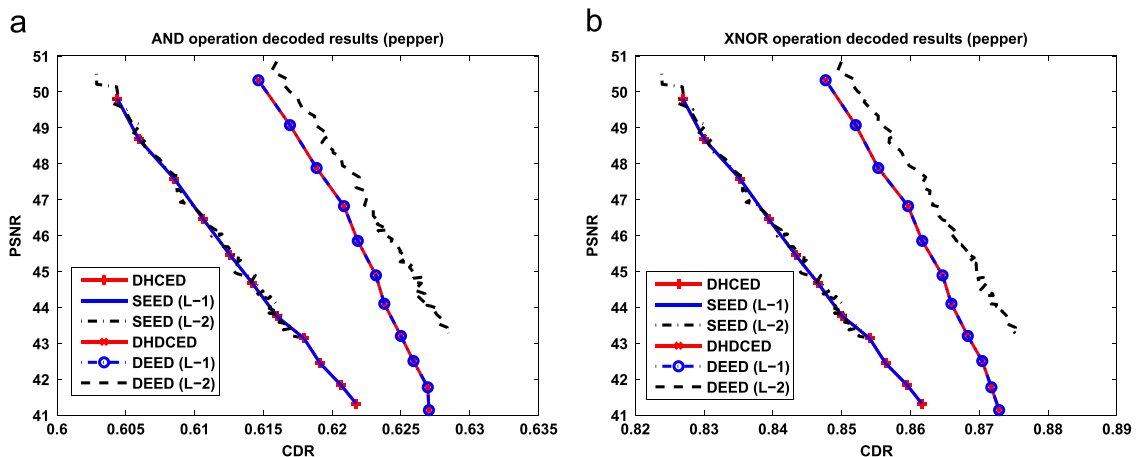 a
AND operation decoded results (pepper)
51
50
49
48
47
46
45
44
43
42
41
PSNR
DHCED
SEED (L−1)
SEED (L−2)
DHDCED
DEED (L−1)
DEED (L−2)
0.6
0.605
0.61
0.615
0.62
0.625
0.63
0.635
CDR
b
XNOR operation decoded results (pepper)
51
50
49
48
47
46
45
44
43
42
41
PSNR
DHCED
SEED (L−1)
SEED (L−2)
DHDCED
DEED (L−1)
DEED (L−2)
0.82
0.83
0.84
0.85
0.86
0.87
0.88
0.89
CDR